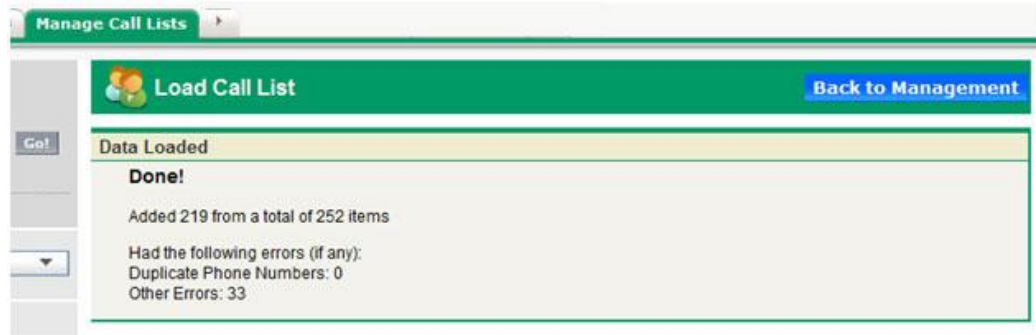 Manage Call Lists
Load Call List
Back to Management
Go!
Data Loaded
Done!
Added 219 from a total of 252 items
Had the following errors (if any):
Duplicate Phone Numbers: 0
Other Errors: 33